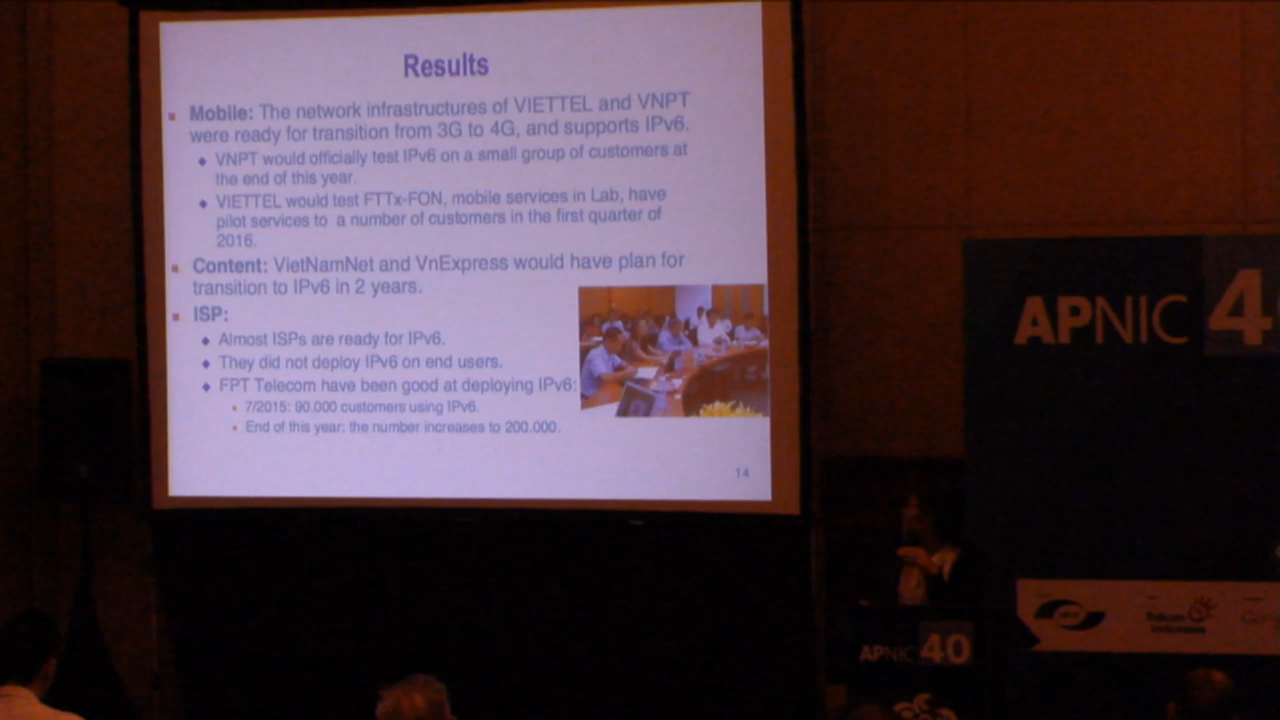 Results
Mobile: The network infrastructures of VIETTEL and VNPT
were ready for transition from 3G to 4G, and supports IPv6.
VNPT would officially test IPv6 on a small group of customers at
the end of this year.
VIETTEL would test FTTx-FON, mobile services in Lab, have
pilot services to a number of customers in the first quarter of
2016.
Content: VietNamNet and VnExpress would have plan for
transition to IPv6 in 2 years.
ISP:
Almost ISPs are ready for IPv6.
They did not deploy IPv6 on end users.
FPT Telecom have been good at deploying IPv6:
7/2015: 90.000 customers using IPv6.
End of this year: the number increases to 200.000.
14
APNIC 4
APNIC 40